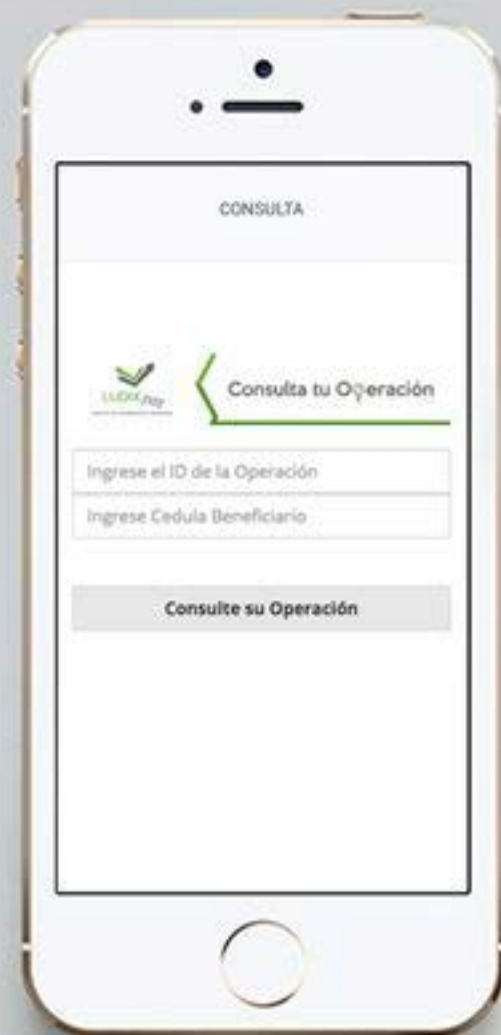 CONSULTA
Consulta tu Operación
Ingrese el ID de la Operación
Ingrese Cedula Beneficiario
Consulte su Operación